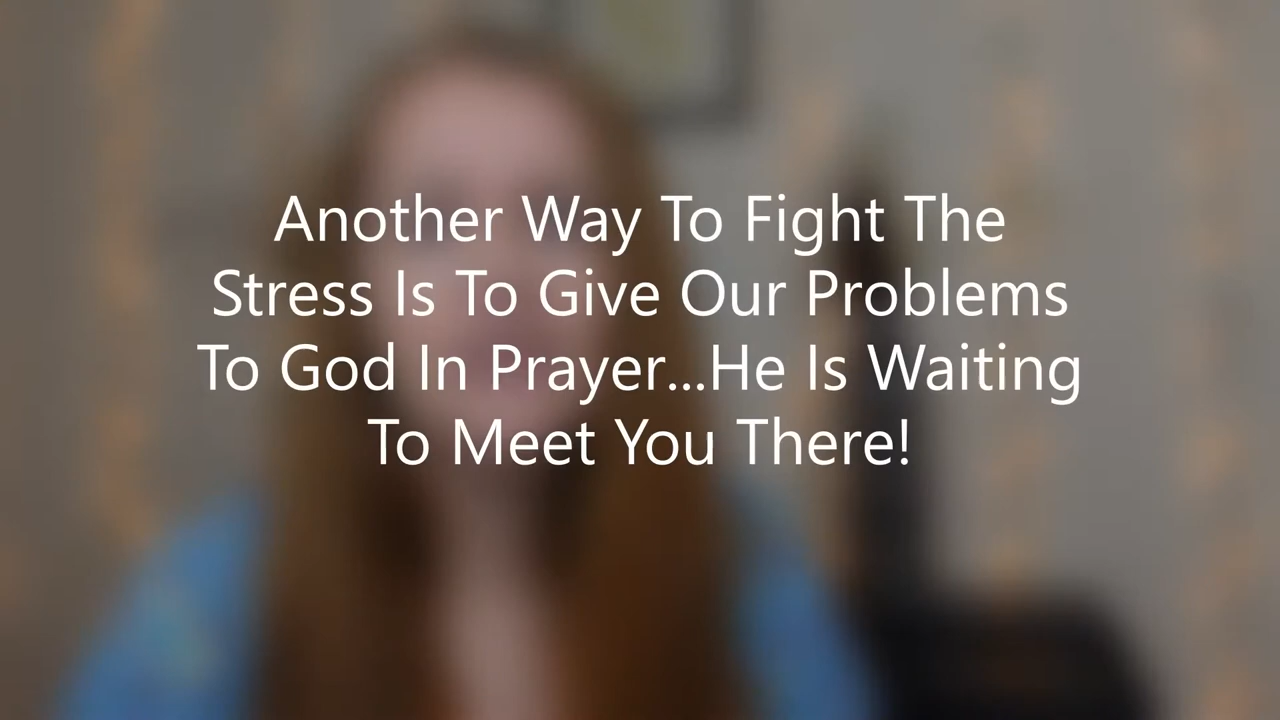 Another Way To Fight The
Stress Is To Give Our Problems
To God In Prayer...He Is Waiting
To Meet You There!